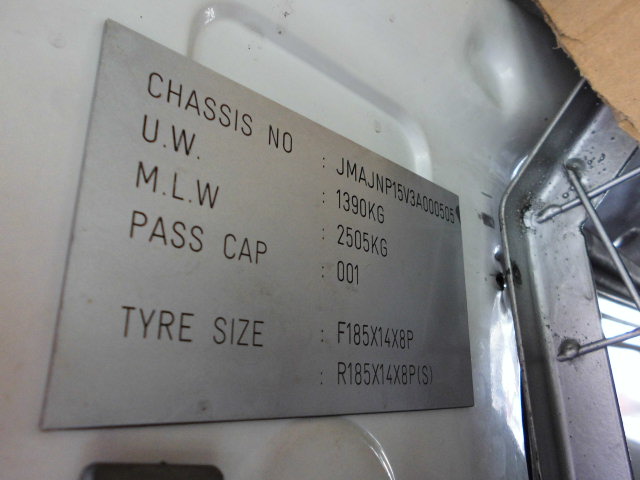 CHASSIS NO : JMAJNP15V3A000505
U.W. : 1390KG
M.L.W : 2505KG
PASS CAP : 001
TYRE SIZE : F185X14X8P
: R185X14X8P(S)